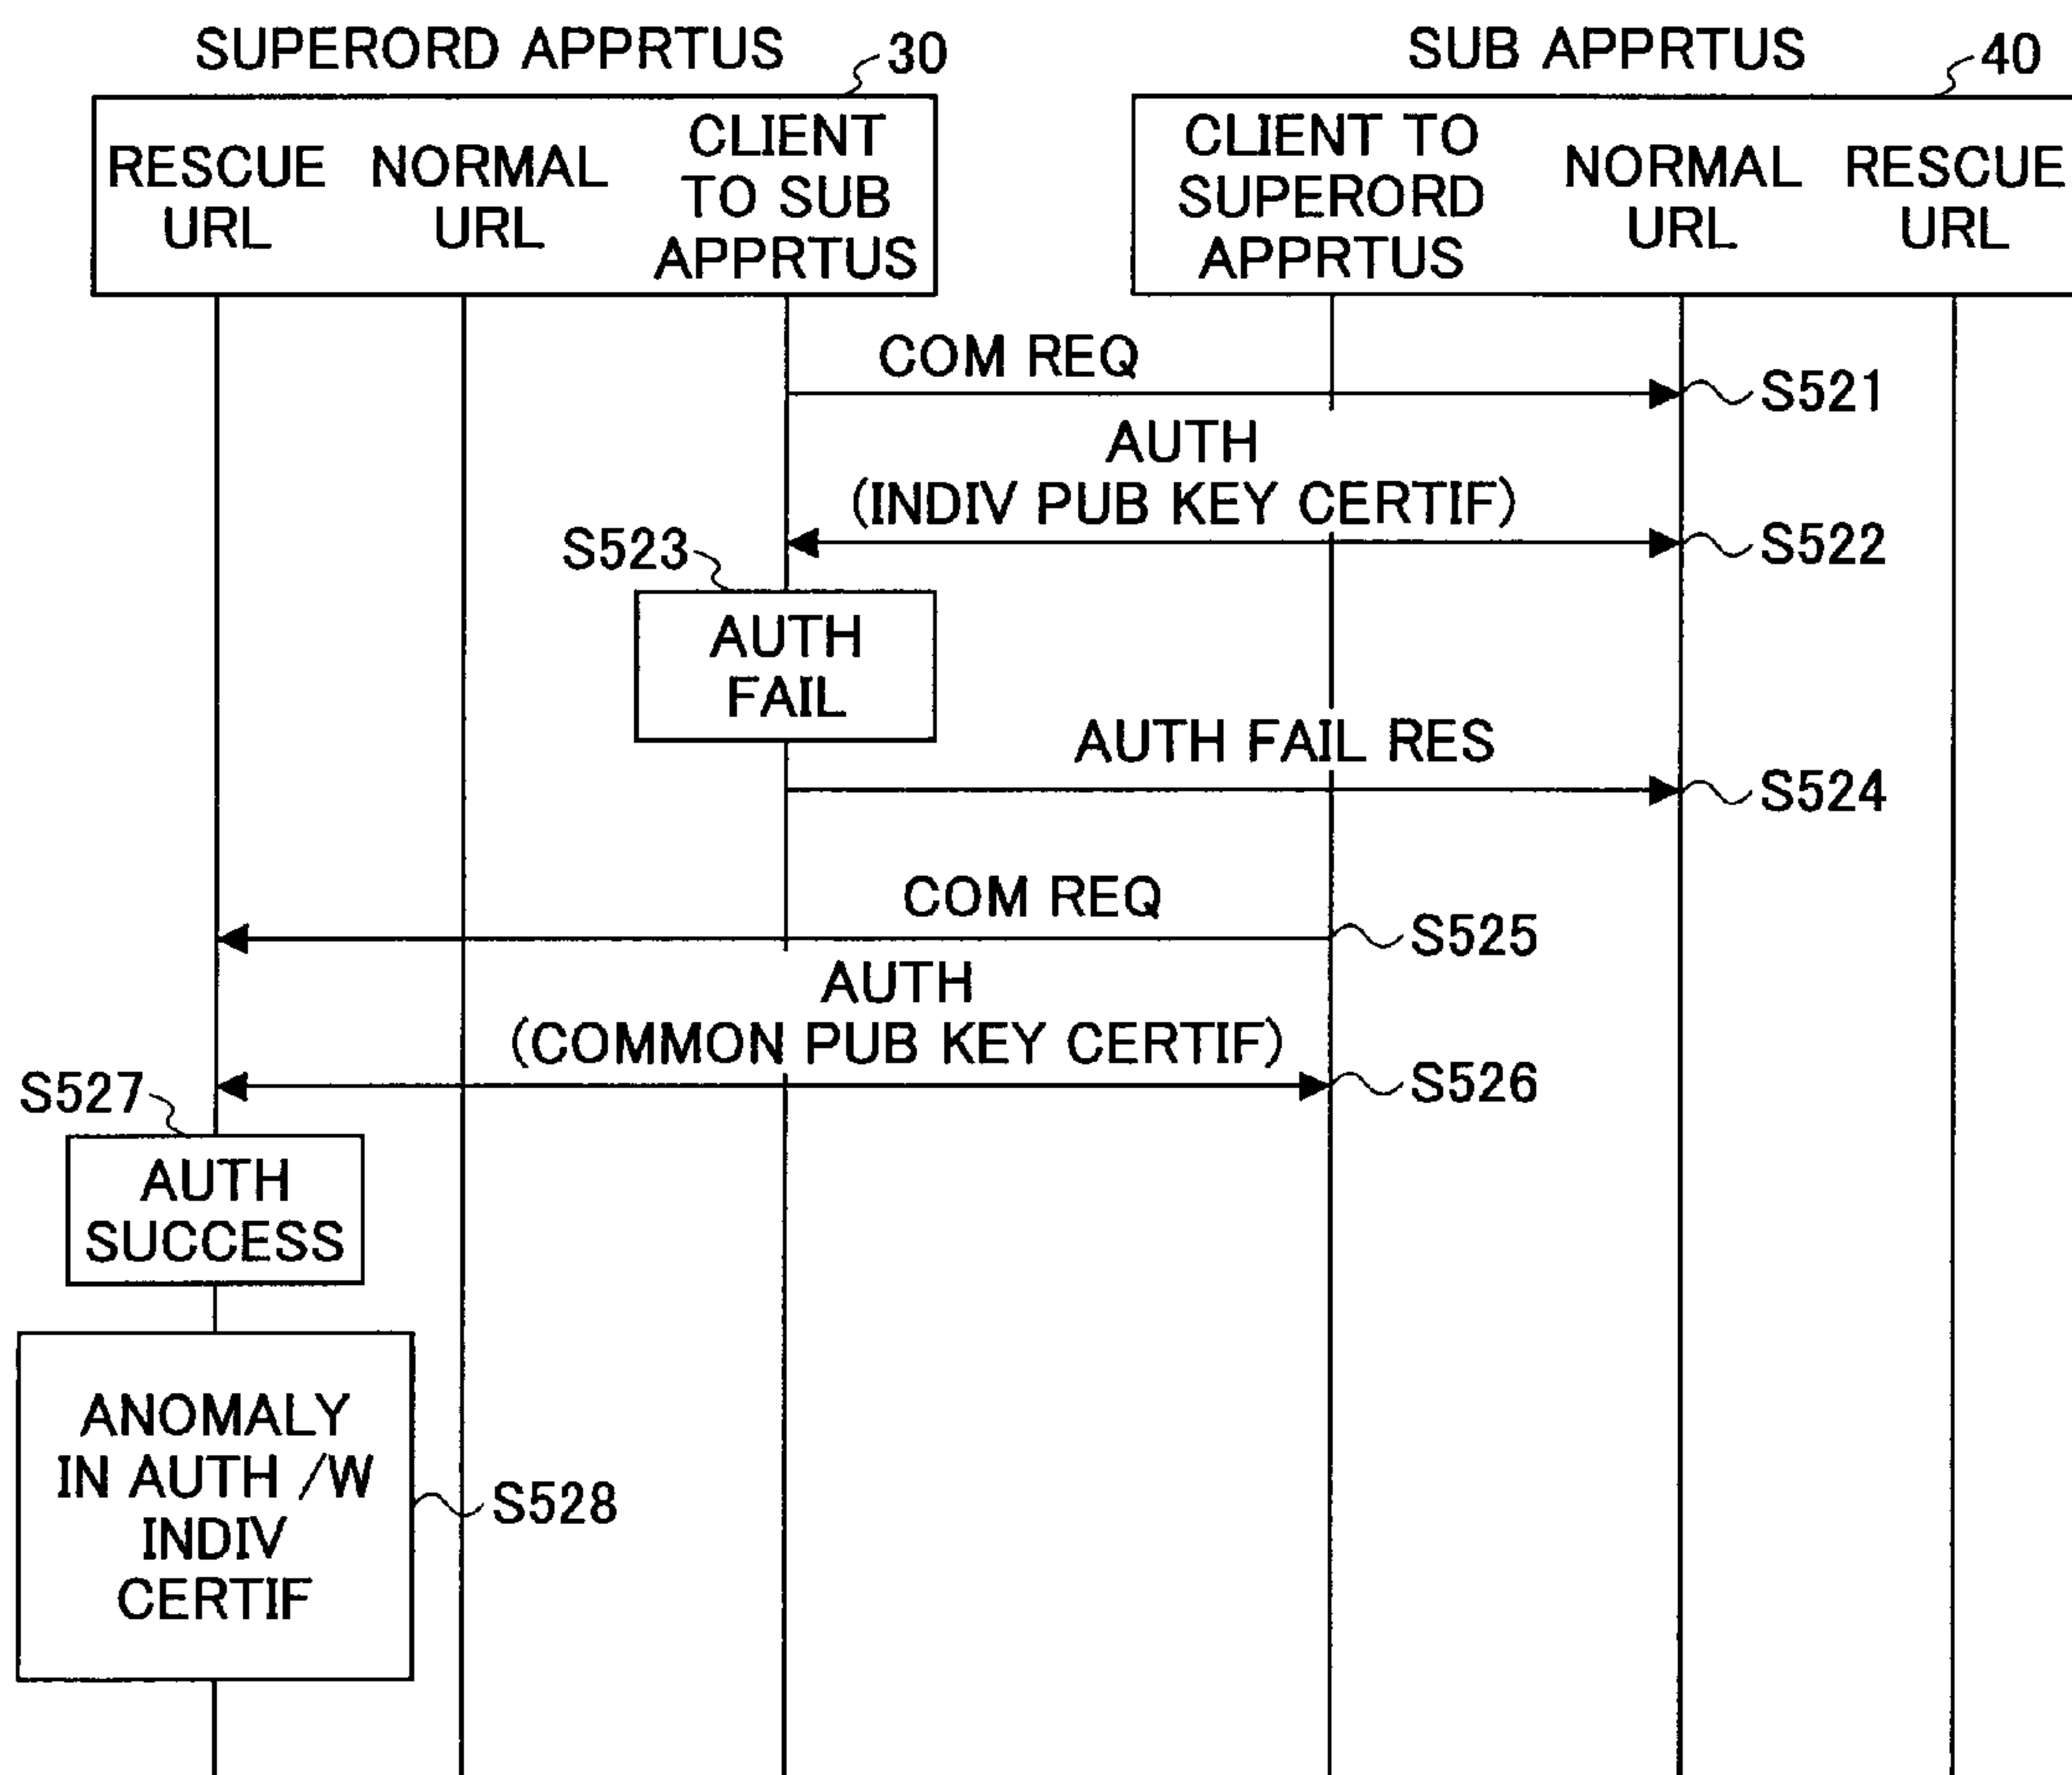 SUPERORD APPRTUS
30
SUB APPRTUS
40
RESCUE
URL
NORMAL
URL
CLIENT
TO SUB
APPRTUS
CLIENT TO
SUPERORD
APPRTUS
NORMAL
URL
RESCUE
URL
COM REQ
S521
AUTH
(INDIV PUB KEY CERTIF)
S522
S523
AUTH
FAIL
AUTH FAIL RES
S524
COM REQ
S525
AUTH
(COMMON PUB KEY CERTIF)
S526
S527
AUTH
SUCCESS
ANOMALY
IN AUTH /W
INDIV
CERTIF
S528